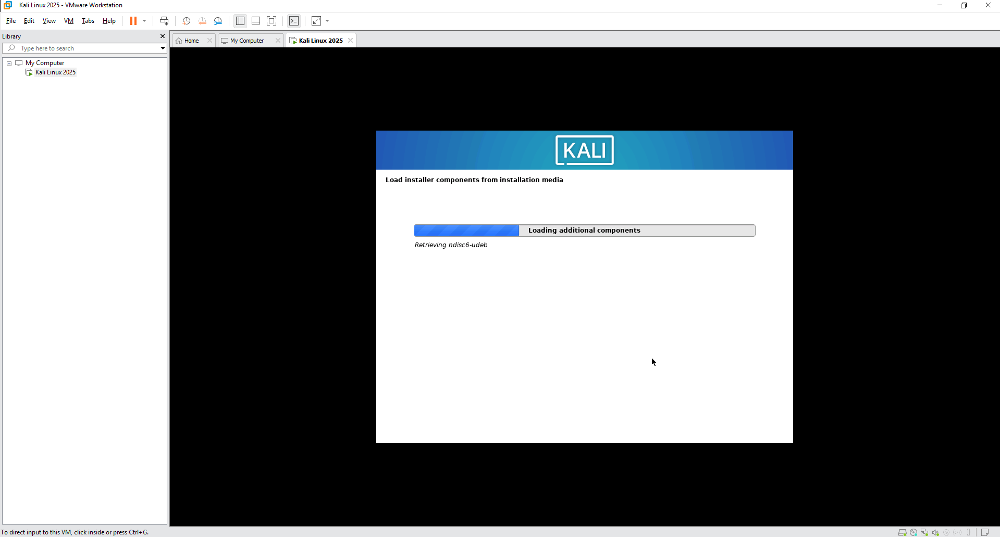 Kali Linux 2025 - VMware Workstation
File Edit View VM Tabs Help
Library
Type here to search
My Computer
Kali Linux 2025
Home
My Computer
Kali Linux 2025
KALI
Load installer components from installation media
Loading additional components
Retrieving ndisc6-udeb
To direct input to this VM, click inside or press Ctrl+G.